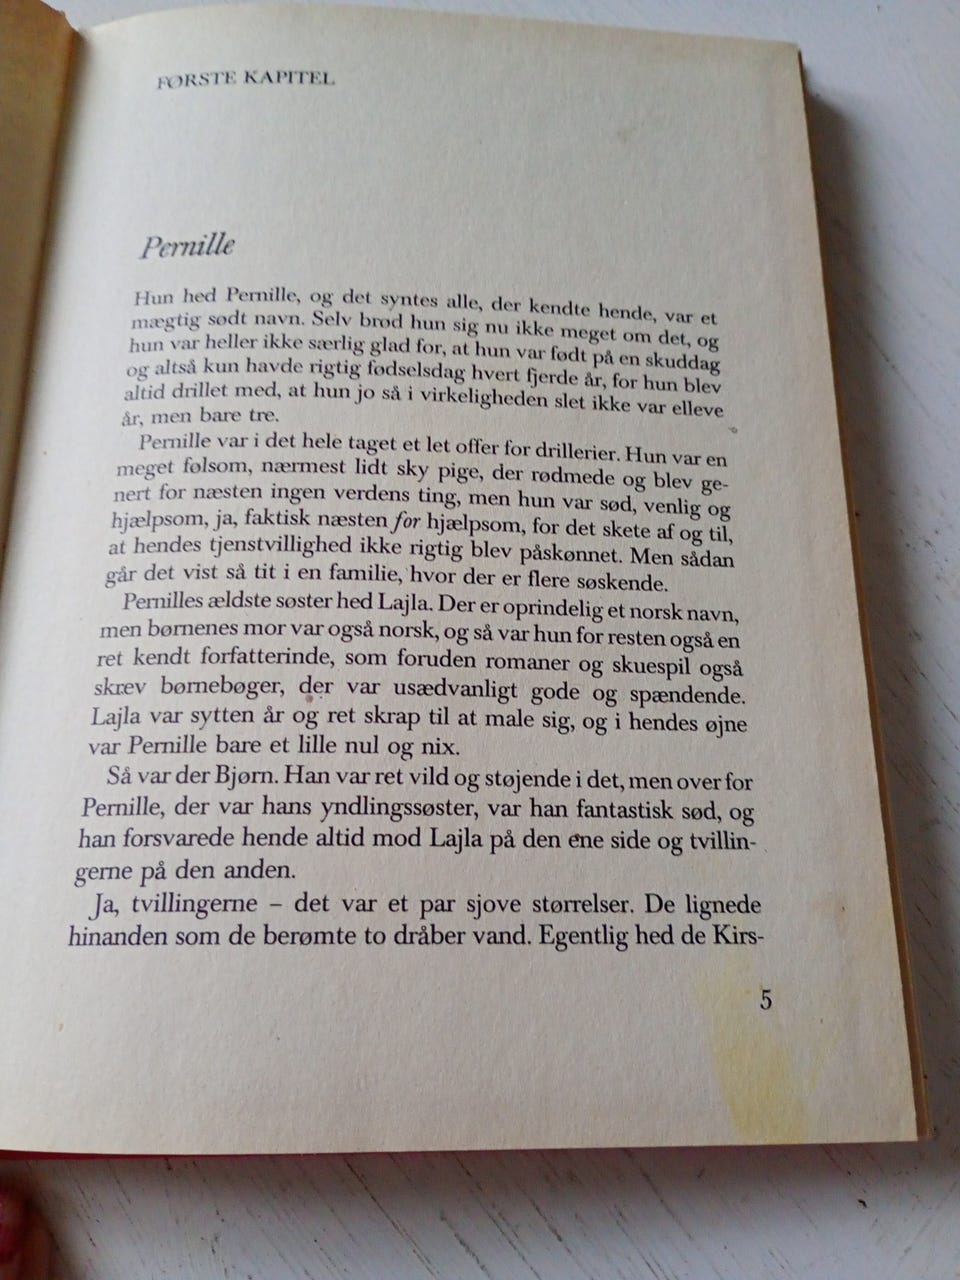 FØRSTE KAPITEL
Pernille
Hun hed Pernille, og det syntes alle, der kendte hende, var et
mægtig sødt navn. Selv brød hun sig nu ikke meget om det, og
hun var heller ikke særlig glad for, at hun var født på en skuddag
og altså kun havde rigtig fødselsdag hvert fjerde år, for hun blev
altid drillet med, at hun jo så i virkeligheden slet ikke var elleve
år, men bare tre.
Pernille var i det hele taget et let offer for drillerier. Hun var en
meget følsom, nærmest lidt sky pige, der rødmede og blev ge-
nert for næsten ingen verdens ting, men hun var sød, venlig og
hjælpsom, ja, faktisk næsten for hjælpsom, for det skete af og til,
at hendes tjenstvillighed ikke rigtig blev påskønnet. Men sådan
går det vist så tit i en familie, hvor der er flere søskende.
Pernilles ældste søster hed Lajla. Der er oprindelig et norsk navn,
men børnenes mor var også norsk, og så var hun for resten også en
ret kendt forfatterinde, som foruden romaner og skuespil også
skrev børnebøger, der var usædvanligt gode og spændende.
Lajla var sytten år og ret skrap til at male sig, og i hendes øjne
var Pernille bare et lille nul og nix.
Så var der Bjørn. Han var ret vild og støjende i det, men over for
Pernille, der var hans yndlingssøster, var han fantastisk sød, og
han forsvarede hende altid mod Lajla på den ene side og tvillin-
gerne på den anden.
Ja, tvillingerne – det var et par sjove størrelser. De lignede
hinanden som de berømte to dråber vand. Egentlig hed de Kirs-
5